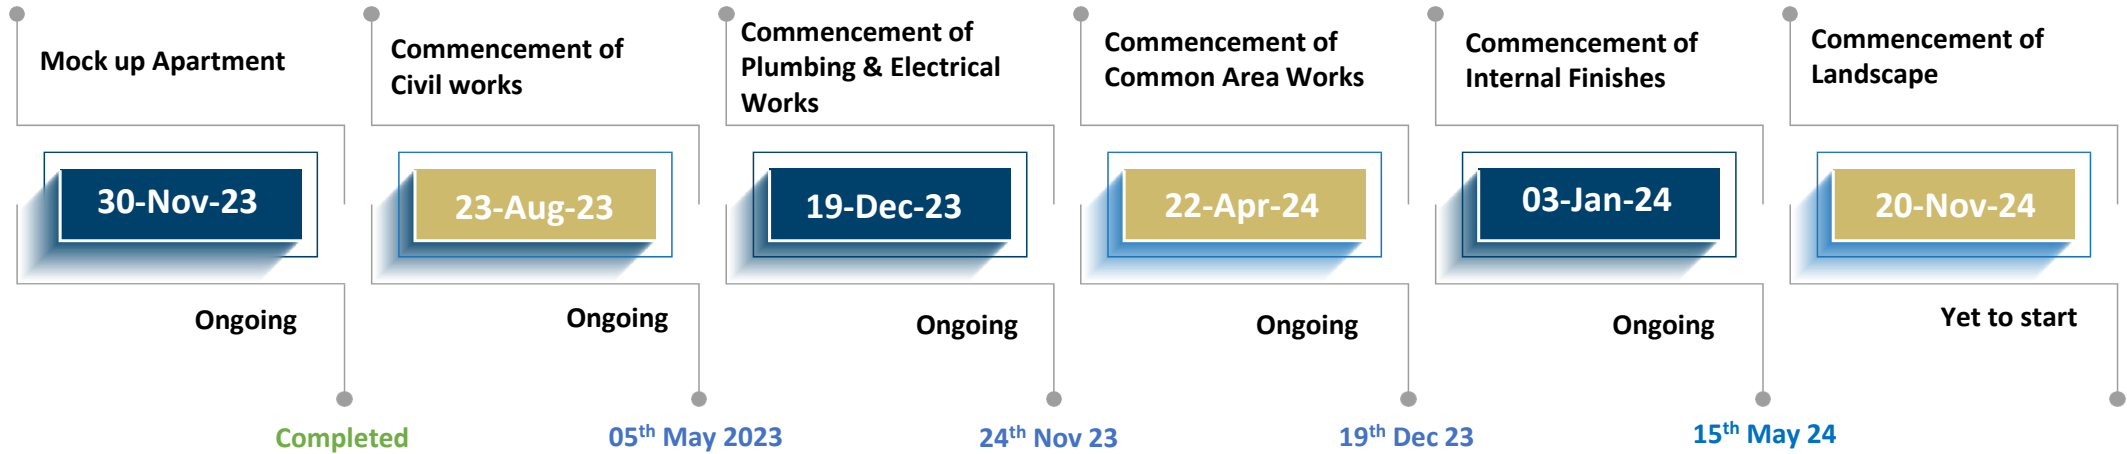 Mock up Apartment
30-Nov-23
Ongoing
Completed
Commencement of
Civil works
23-Aug-23
Ongoing
05th May 2023
Commencement of
Plumbing & Electrical
Works
19-Dec-23
Ongoing
24th Nov 23
Commencement of
Common Area Works
22-Apr-24
Ongoing
19th Dec 23
Commencement of
Internal Finishes
03-Jan-24
Ongoing
15th May 24
Commencement of
Landscape
20-Nov-24
Yet to start